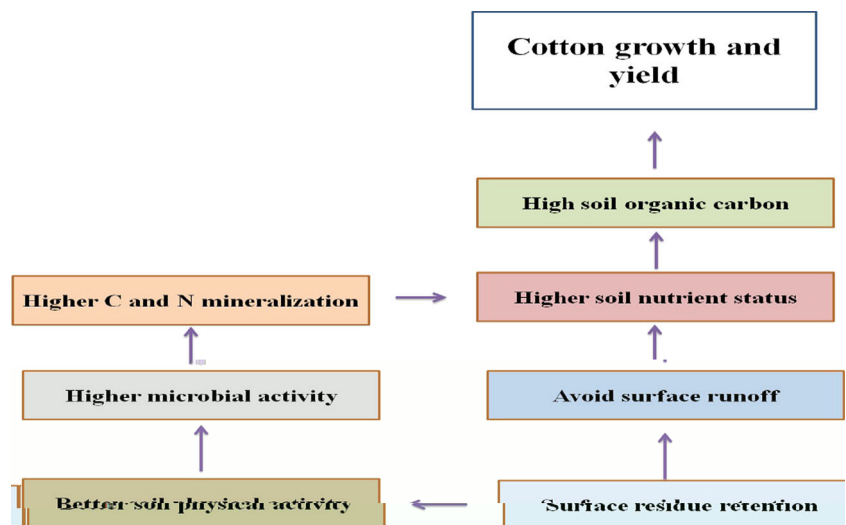 Cotton growth and
yield
High soil organic carbon
Higher C and N mineralization
Higher soil nutrient status
Higher microbial activity
Avoid surface runoff
Better soil physical activity
Surface residue retention